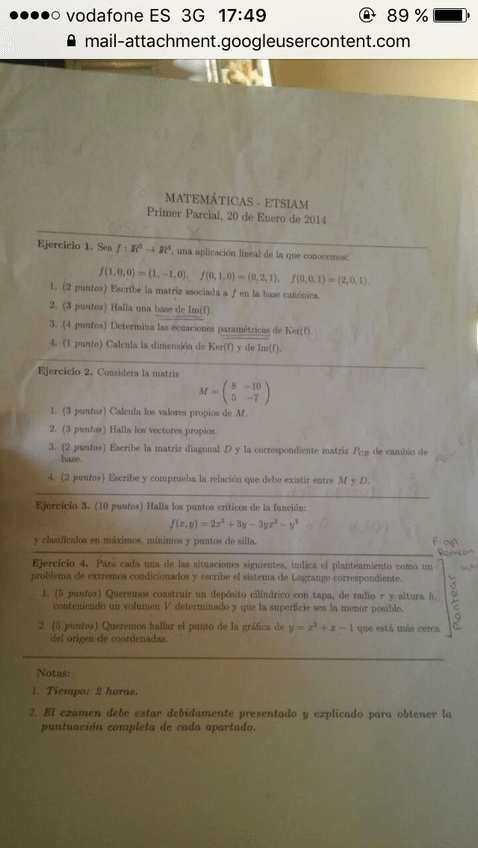 vodafone ES 3G 17:49 89 %
mail-attachment.googleusercontent.com
MATEMÁTICAS - ETSIAM
Primer Parcial, 20 de Enero de 2014
Ejercicio 1. Sea f : ℝ³ → ℝ³, una aplicación lineal de la que conocemos:
f(1,0,0) = (1,−1,0), f(0,1,0) = (0,2,1), f(0,0,1) = (2,0,1).
1. (2 puntos) Escribe la matriz asociada a f en la base canónica.
2. (3 puntos) Halla una base de Im(f).
3. (4 puntos) Determina las ecuaciones paramétricas de Ker(f).
4. (1 punto) Calcula la dimensión de Ker(f) y de Im(f).
Ejercicio 2. Considera la matriz
M = ( 8 −10
5 −7 )
1. (3 puntos) Calcula los valores propios de M.
2. (3 puntos) Halla los vectores propios.
3. (2 puntos) Escribe la matriz diagonal D y la correspondiente matriz P_CB de cambio de
base.
4. (2 puntos) Escribe y comprueba la relación que debe existir entre M y D.
Ejercicio 3. (10 puntos) Halla los puntos críticos de la función:
f(x, y) = 2x³ + 3y − 3yx² − y³
y clasifícalos en máximos, mínimos y puntos de silla.
Ejercicio 4. Para cada una de las situaciones siguientes, indica el planteamiento como un
problema de extremos condicionados y escribe el sistema de Lagrange correspondiente.
1. (5 puntos) Queremos construir un depósito cilíndrico con tapa, de radio r y altura h,
conteniendo un volumen V determinado y que la superficie sea la menor posible.
2. (5 puntos) Queremos hallar el punto de la gráfica de y = x² + x − 1 que está más cerca
del origen de coordenadas.
Plantear
Notas:
1. Tiempo: 2 horas.
2. El examen debe estar debidamente presentado y explicado para obtener la
puntuación completa de cada apartado.